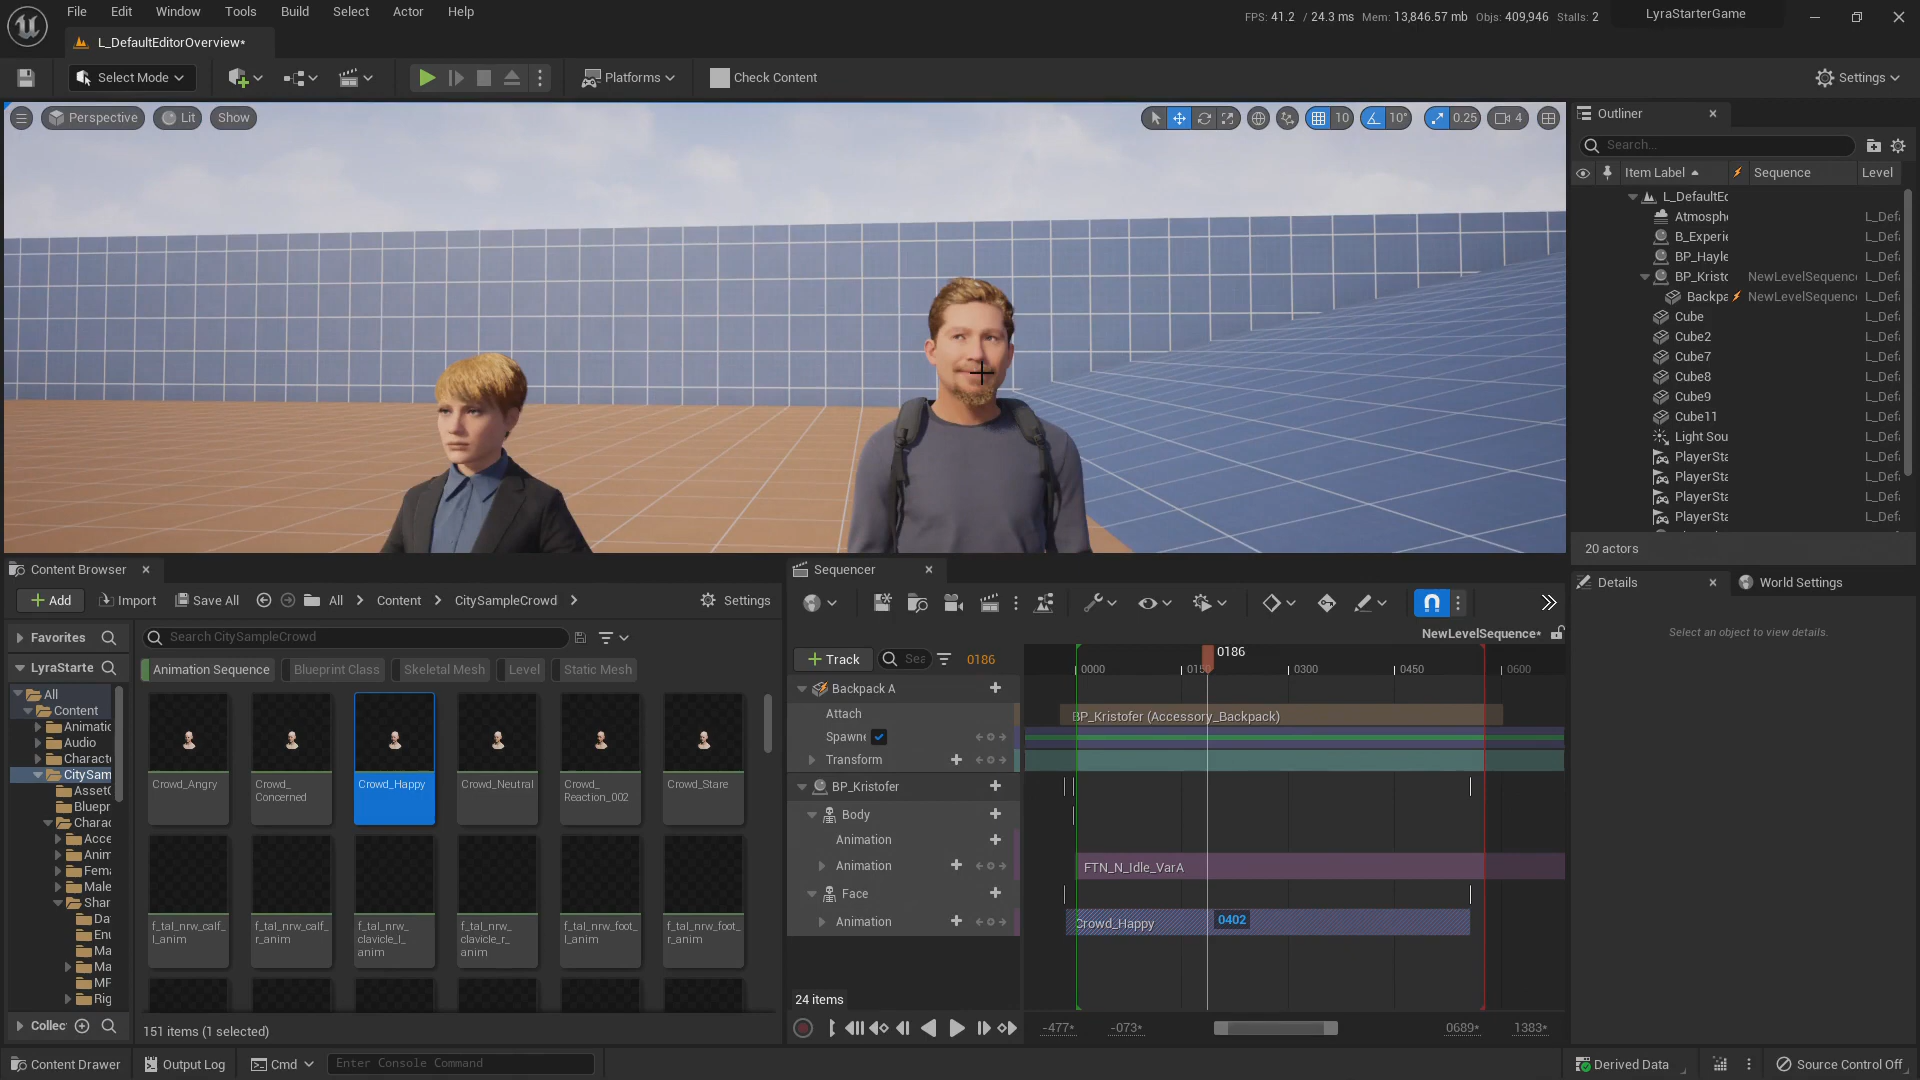 File Edit Window Tools Build Select Actor Help
FPS: 41.2 / 24.3 ms Mem: 13,846.57 mb Objs: 409,946 Stalls: 2
LyraStarterGame
L_DefaultEditorOverview*
Select Mode
Platforms
Check Content
Settings
Perspective
Lit
Show
10
10°
0.25
4
Outliner
Search...
Item Label Sequence Level
L_DefaultEc
Atmosphe L_Defa
B_Experie L_Defa
BP_Hayle L_Defa
BP_Kristo NewLevelSequence L_Defa
Backpa NewLevelSequence L_Defa
Cube L_Defa
Cube2 L_Defa
Cube7 L_Defa
Cube8 L_Defa
Cube9 L_Defa
Cube11 L_Defa
Light Sou L_Defa
PlayerSta L_Defa
PlayerSta L_Defa
PlayerSta L_Defa
PlayerSta L_Defa
20 actors
Details
World Settings
Select an object to view details.
Content Browser
Add
Import
Save All
All
Content
CitySampleCrowd
Settings
Favorites
Search CitySampleCrowd
LyraStarte
Animation Sequence
Blueprint Class
Skeletal Mesh
Level
Static Mesh
All
Content
Animatic
Audio
Characte
CitySam
AssetC
Bluepr
Charac
Acce
Anim
Fema
Male
Shar
Da
Enu
Ma
Ma
MF
Rig
Collec
Crowd_Angry
Crowd_
Concerned
Crowd_Happy
Crowd_Neutral
Crowd_
Reaction_002
Crowd_Stare
f_tal_nrw_calf_
l_anim
f_tal_nrw_calf_
r_anim
f_tal_nrw_
clavicle_l_
anim
f_tal_nrw_
clavicle_r_
anim
f_tal_nrw_foot_
l_anim
f_tal_nrw_foot_
r_anim
151 items (1 selected)
Sequencer
NewLevelSequence*
Track
Sea
0186
0186
0000 0150 0300 0450 0600
Backpack A
Attach
Spawne
Transform
BP_Kristofer
Body
Animation
Animation
Face
Animation
BP_Kristofer (Accessory_Backpack)
FTN_N_Idle_VarA
Crowd_Happy
0402
24 items
-477*
-073*
0689*
1383*
Content Drawer
Output Log
Cmd
Enter Console Command
Derived Data
Source Control Off